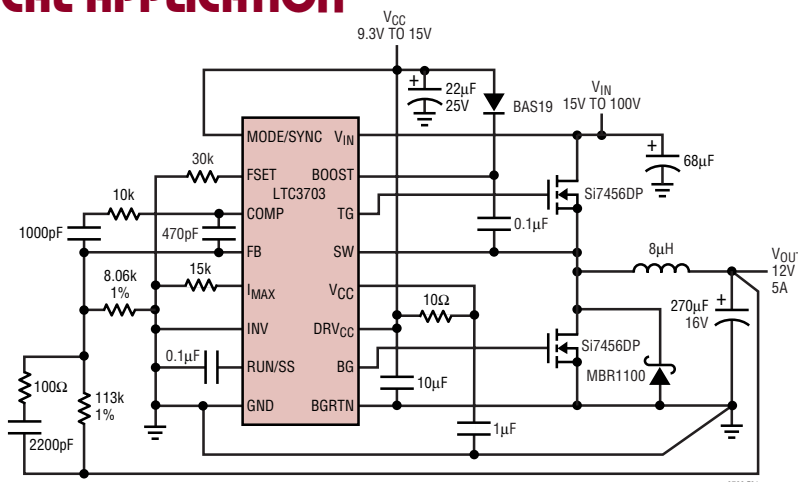 V_CC
9.3V TO 15V
V_IN
15V TO 100V
22µF
25V
BAS19
MODE/SYNC V_IN
30k
FSET BOOST
LTC3703
10k
COMP TG
Si7456DP
68µF
1000pF
470pF
0.1µF
FB SW
8µH
V_OUT
12V
5A
8.06k
1%
15k
I_MAX V_CC
10Ω
270µF
16V
INV DRV_CC
Si7456DP
0.1µF
RUN/SS BG
MBR1100
100Ω
113k
1%
10µF
GND BGRTN
1µF
2200pF